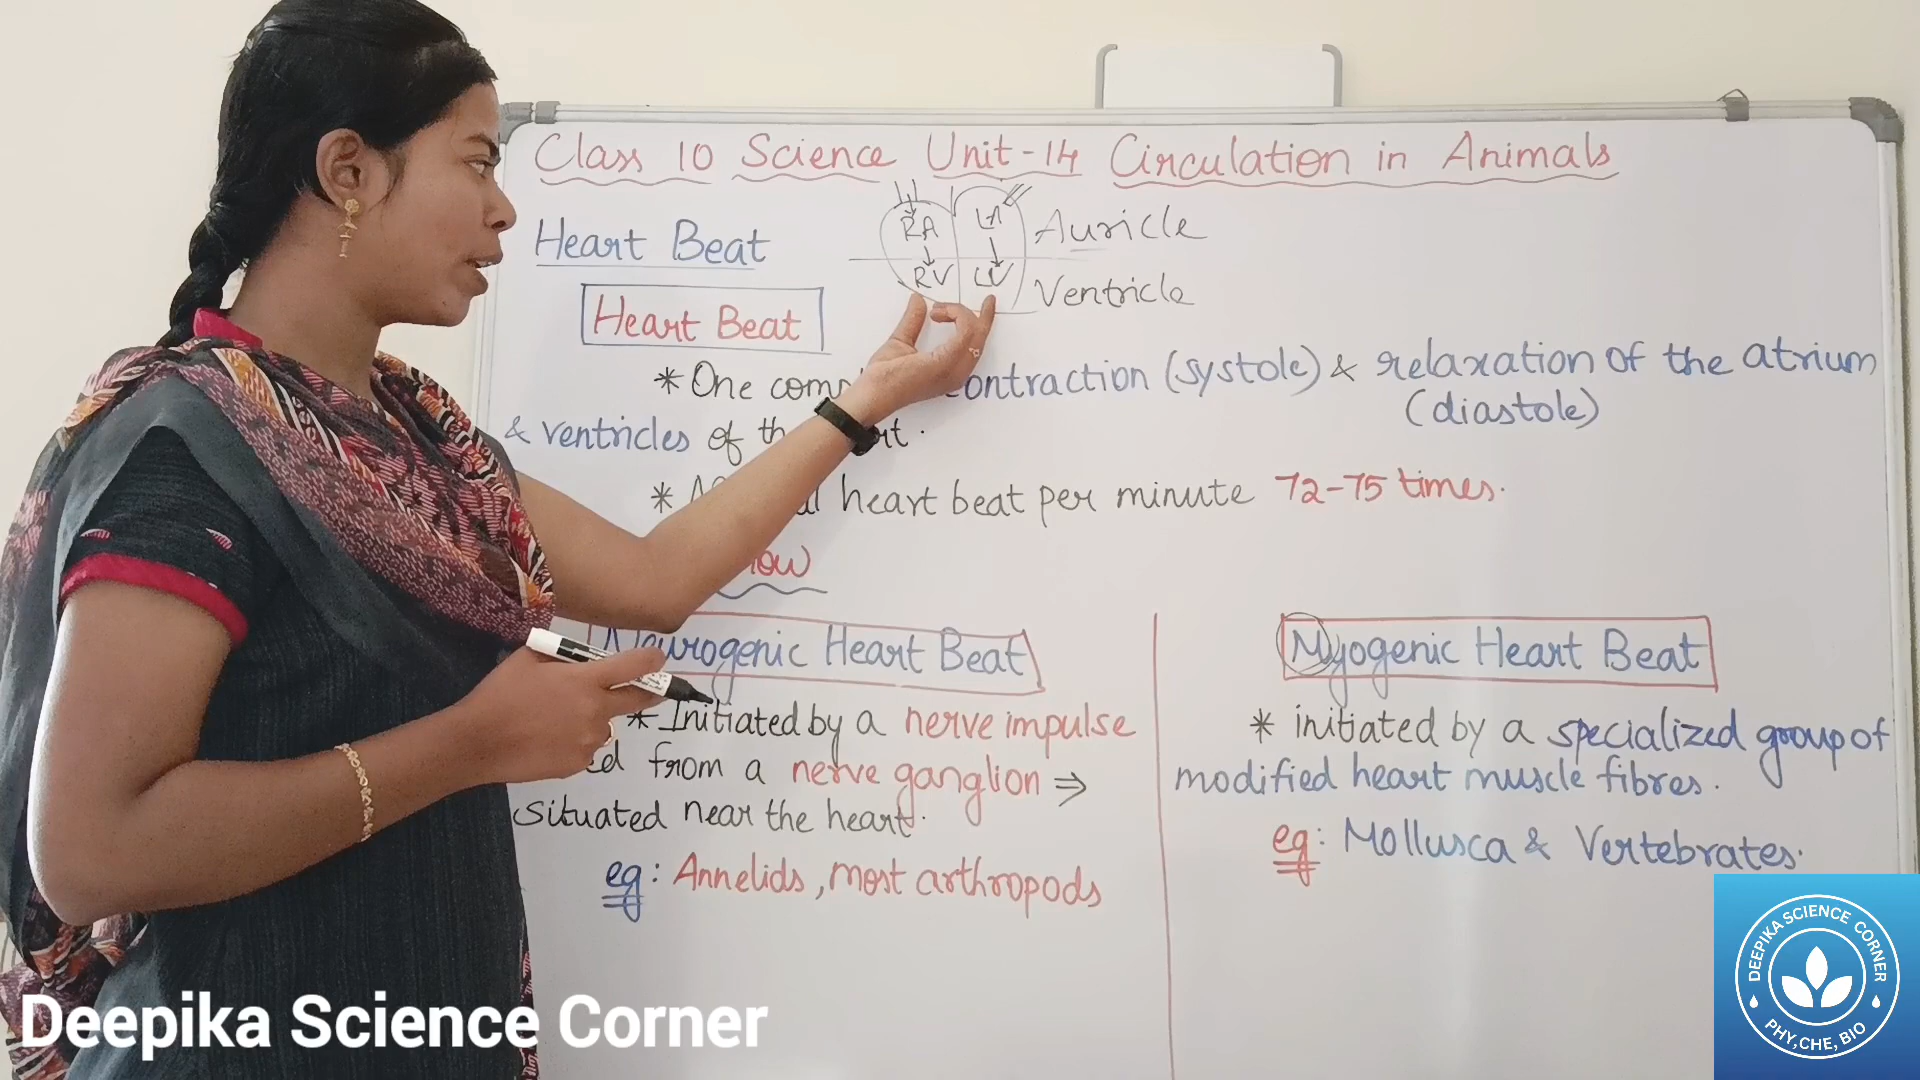 Class 10 Science Unit-14 Circulation in Animals
RA LA Auricle
Heart Beat
RV LV Ventricle
Heart Beat
* One contraction (systole) & relaxation of the atrium
(diastole)
& ventricles of
* heart beat per minute 72-75 times.
Neurogenic Heart Beat
* Initiated by a nerve impulse
from a nerve ganglion ⇒
situated near the heart.
eg: Annelids, most arthropods
Myogenic Heart Beat
* initiated by a specialized group of
modified heart muscle fibres.
eg: Mollusca & Vertebrates.
Deepika Science Corner
DEEPIKA SCIENCE CORNER
PHY,CHE, BIO